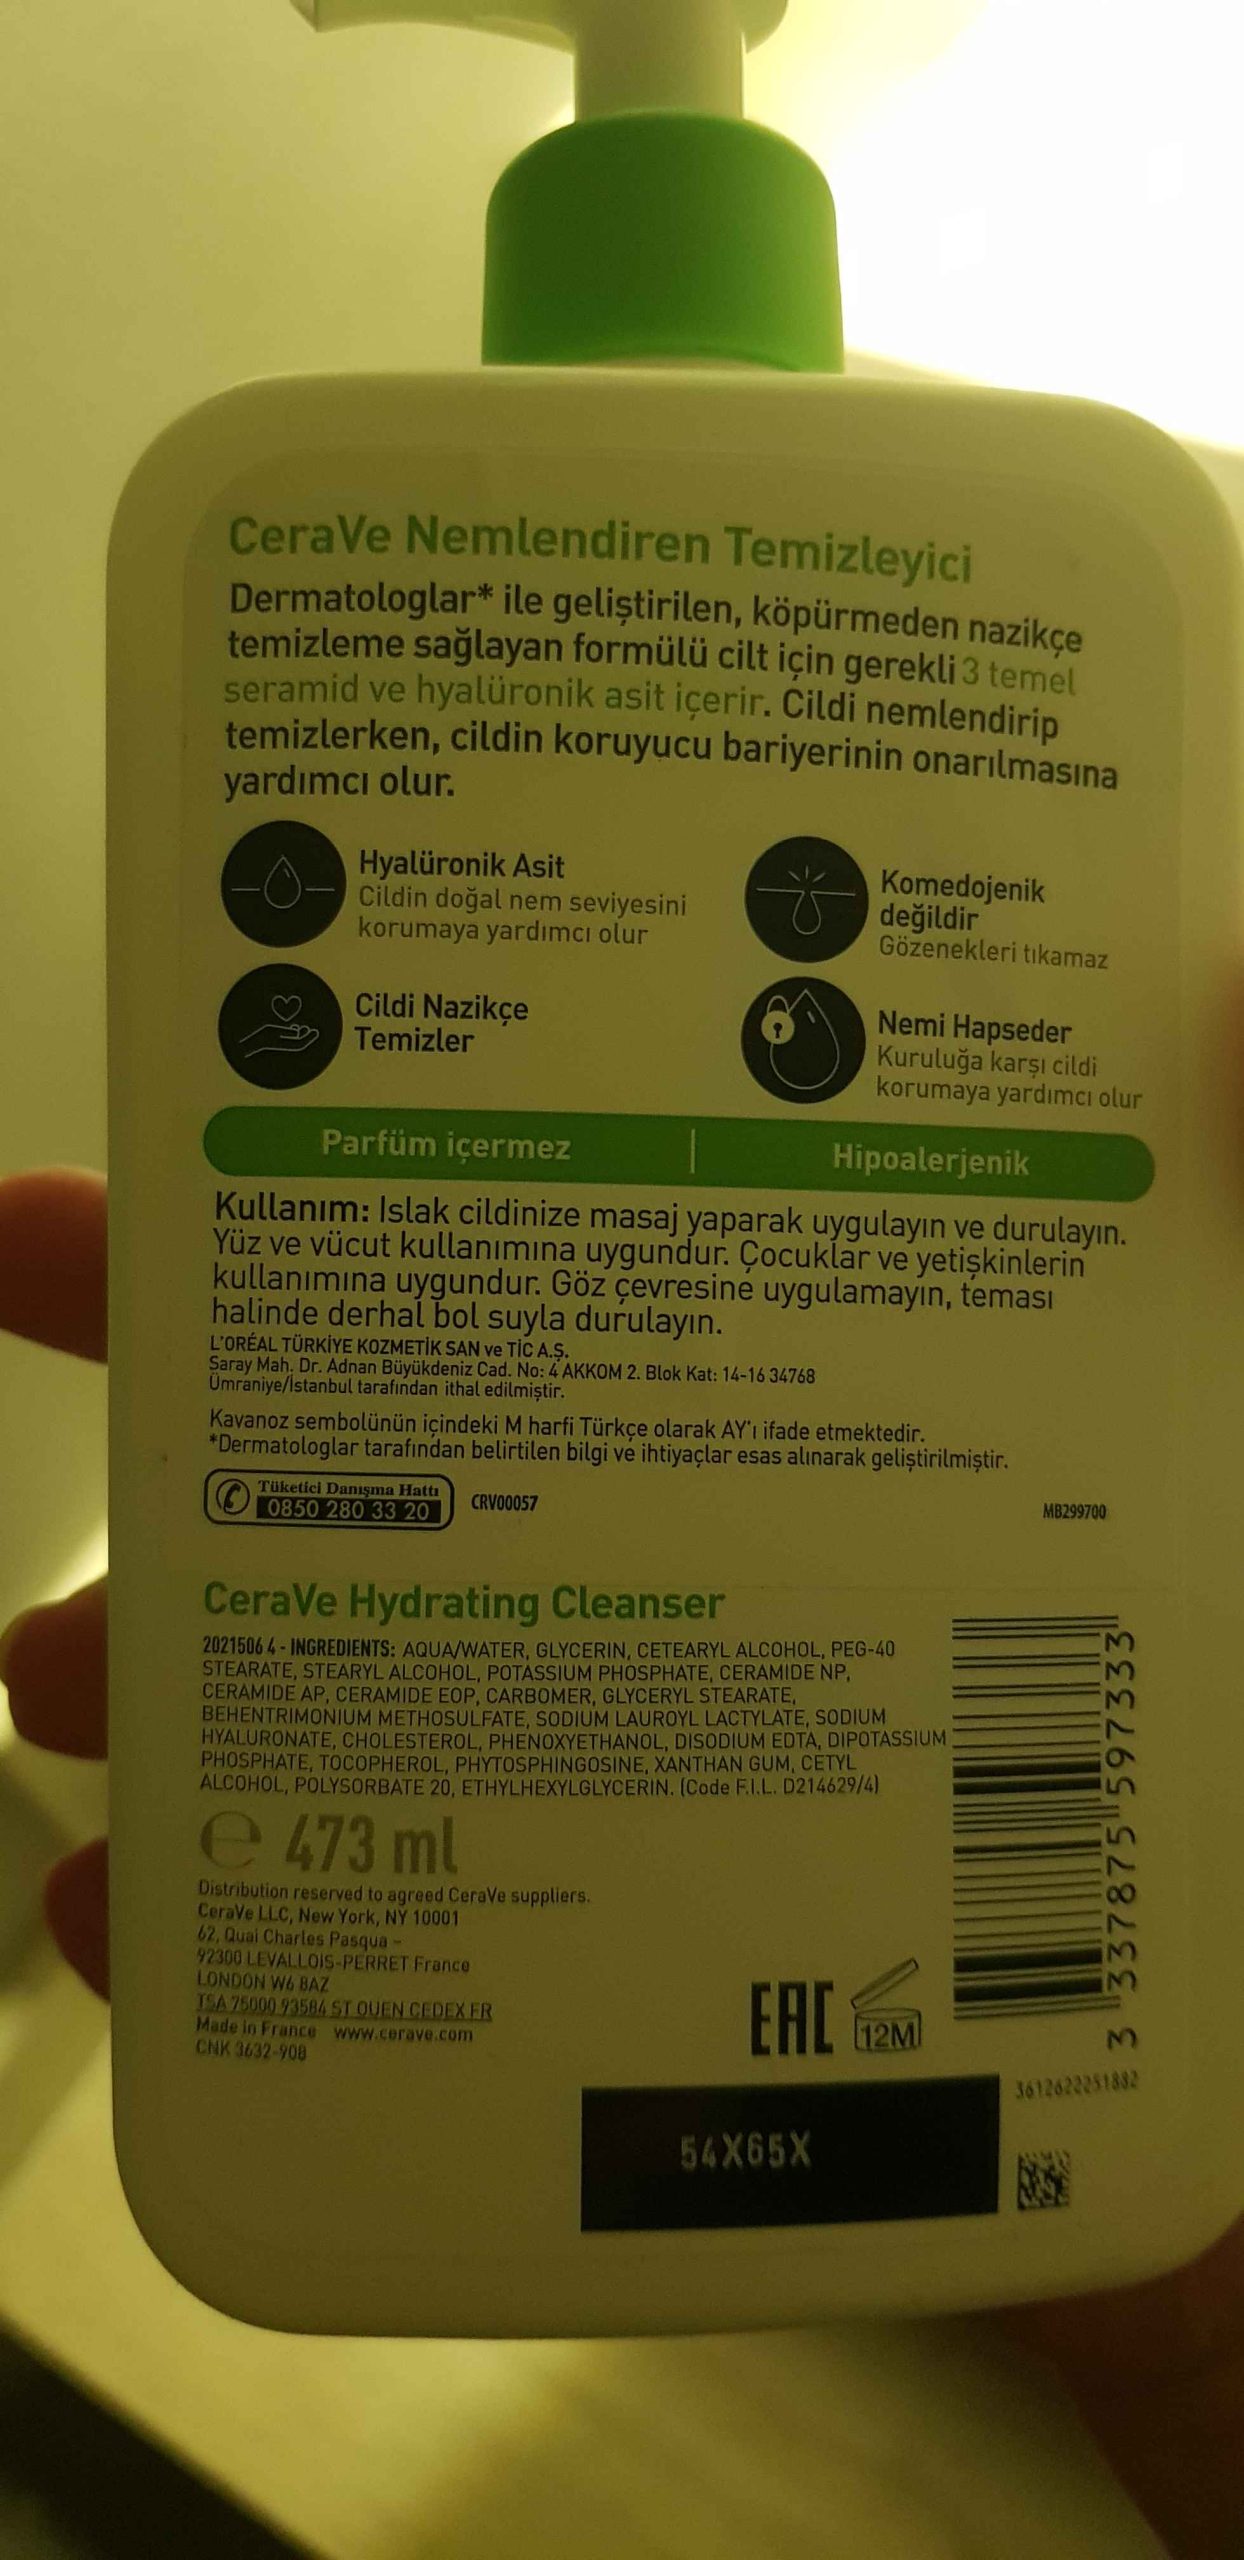 CeraVe Nemlendiren Temizleyici
Dermatologlar* ile geliştirilen, köpürmeden nazikçe
temizleme sağlayan formülü cilt için gerekli 3 temel
seramid ve hyalüronik asit içerir. Cildi nemlendirip
temizlerken, cildin koruyucu bariyerinin onarılmasına
yardımcı olur.
Hyalüronik Asit
Cildin doğal nem seviyesini
korumaya yardımcı olur
Komedojenik
değildir
Gözenekleri tıkamaz
Cildi Nazikçe
Temizler
Nemi Hapseder
Kuruluğa karşı cildi
korumaya yardımcı olur
Parfüm içermez | Hipoalerjenik
Kullanım: Islak cildinize masaj yaparak uygulayın ve durulayın.
Yüz ve vücut kullanımına uygundur. Çocuklar ve yetişkinlerin
kullanımına uygundur. Göz çevresine uygulamayın, teması
halinde derhal bol suyla durulayın.
L'ORÉAL TÜRKİYE KOZMETİK SAN ve TİC A.Ş.
Saray Mah. Dr. Adnan Büyükdeniz Cad. No: 4 AKKOM 2. Blok Kat: 14-16 34768
Ümraniye/İstanbul tarafından ithal edilmiştir.
Kavanoz sembolünün içindeki M harfi Türkçe olarak AY'ı ifade etmektedir.
*Dermatologlar tarafından belirtilen bilgi ve ihtiyaçlar esas alınarak geliştirilmiştir.
Tüketici Danışma Hattı
0850 280 33 20
CRV00057
MB299700
CeraVe Hydrating Cleanser
2021506 4 - INGREDIENTS: AQUA/WATER, GLYCERIN, CETEARYL ALCOHOL, PEG-40
STEARATE, STEARYL ALCOHOL, POTASSIUM PHOSPHATE, CERAMIDE NP,
CERAMIDE AP, CERAMIDE EOP, CARBOMER, GLYCERYL STEARATE,
BEHENTRIMONIUM METHOSULFATE, SODIUM LAUROYL LACTYLATE, SODIUM
HYALURONATE, CHOLESTEROL, PHENOXYETHANOL, DISODIUM EDTA, DIPOTASSIUM
PHOSPHATE, TOCOPHEROL, PHYTOSPHINGOSINE, XANTHAN GUM, CETYL
ALCOHOL, POLYSORBATE 20, ETHYLHEXYLGLYCERIN. (Code F.I.L. D214629/4)
e 473 ml
Distribution reserved to agreed CeraVe suppliers.
CeraVe LLC, New York, NY 10001
62, Quai Charles Pasqua -
92300 LEVALLOIS-PERRET France
LONDON W6 8AZ
TSA 75000 93584 ST OUEN CEDEX FR
Made in France www.cerave.com
CNK 3632-908
EAC
12M
3 337875 597333
3612622251882
54X65X